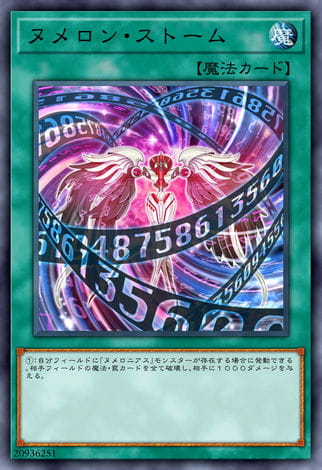 ヌメロン・ストーム
魔
【魔法カード】
①:自分フィールドに「ヌメロニアス」モンスターが存在する場合に発動できる
。相手フィールドの魔法・罠カードを全て破壊し、相手に1000ダメージを与
える。
20936251